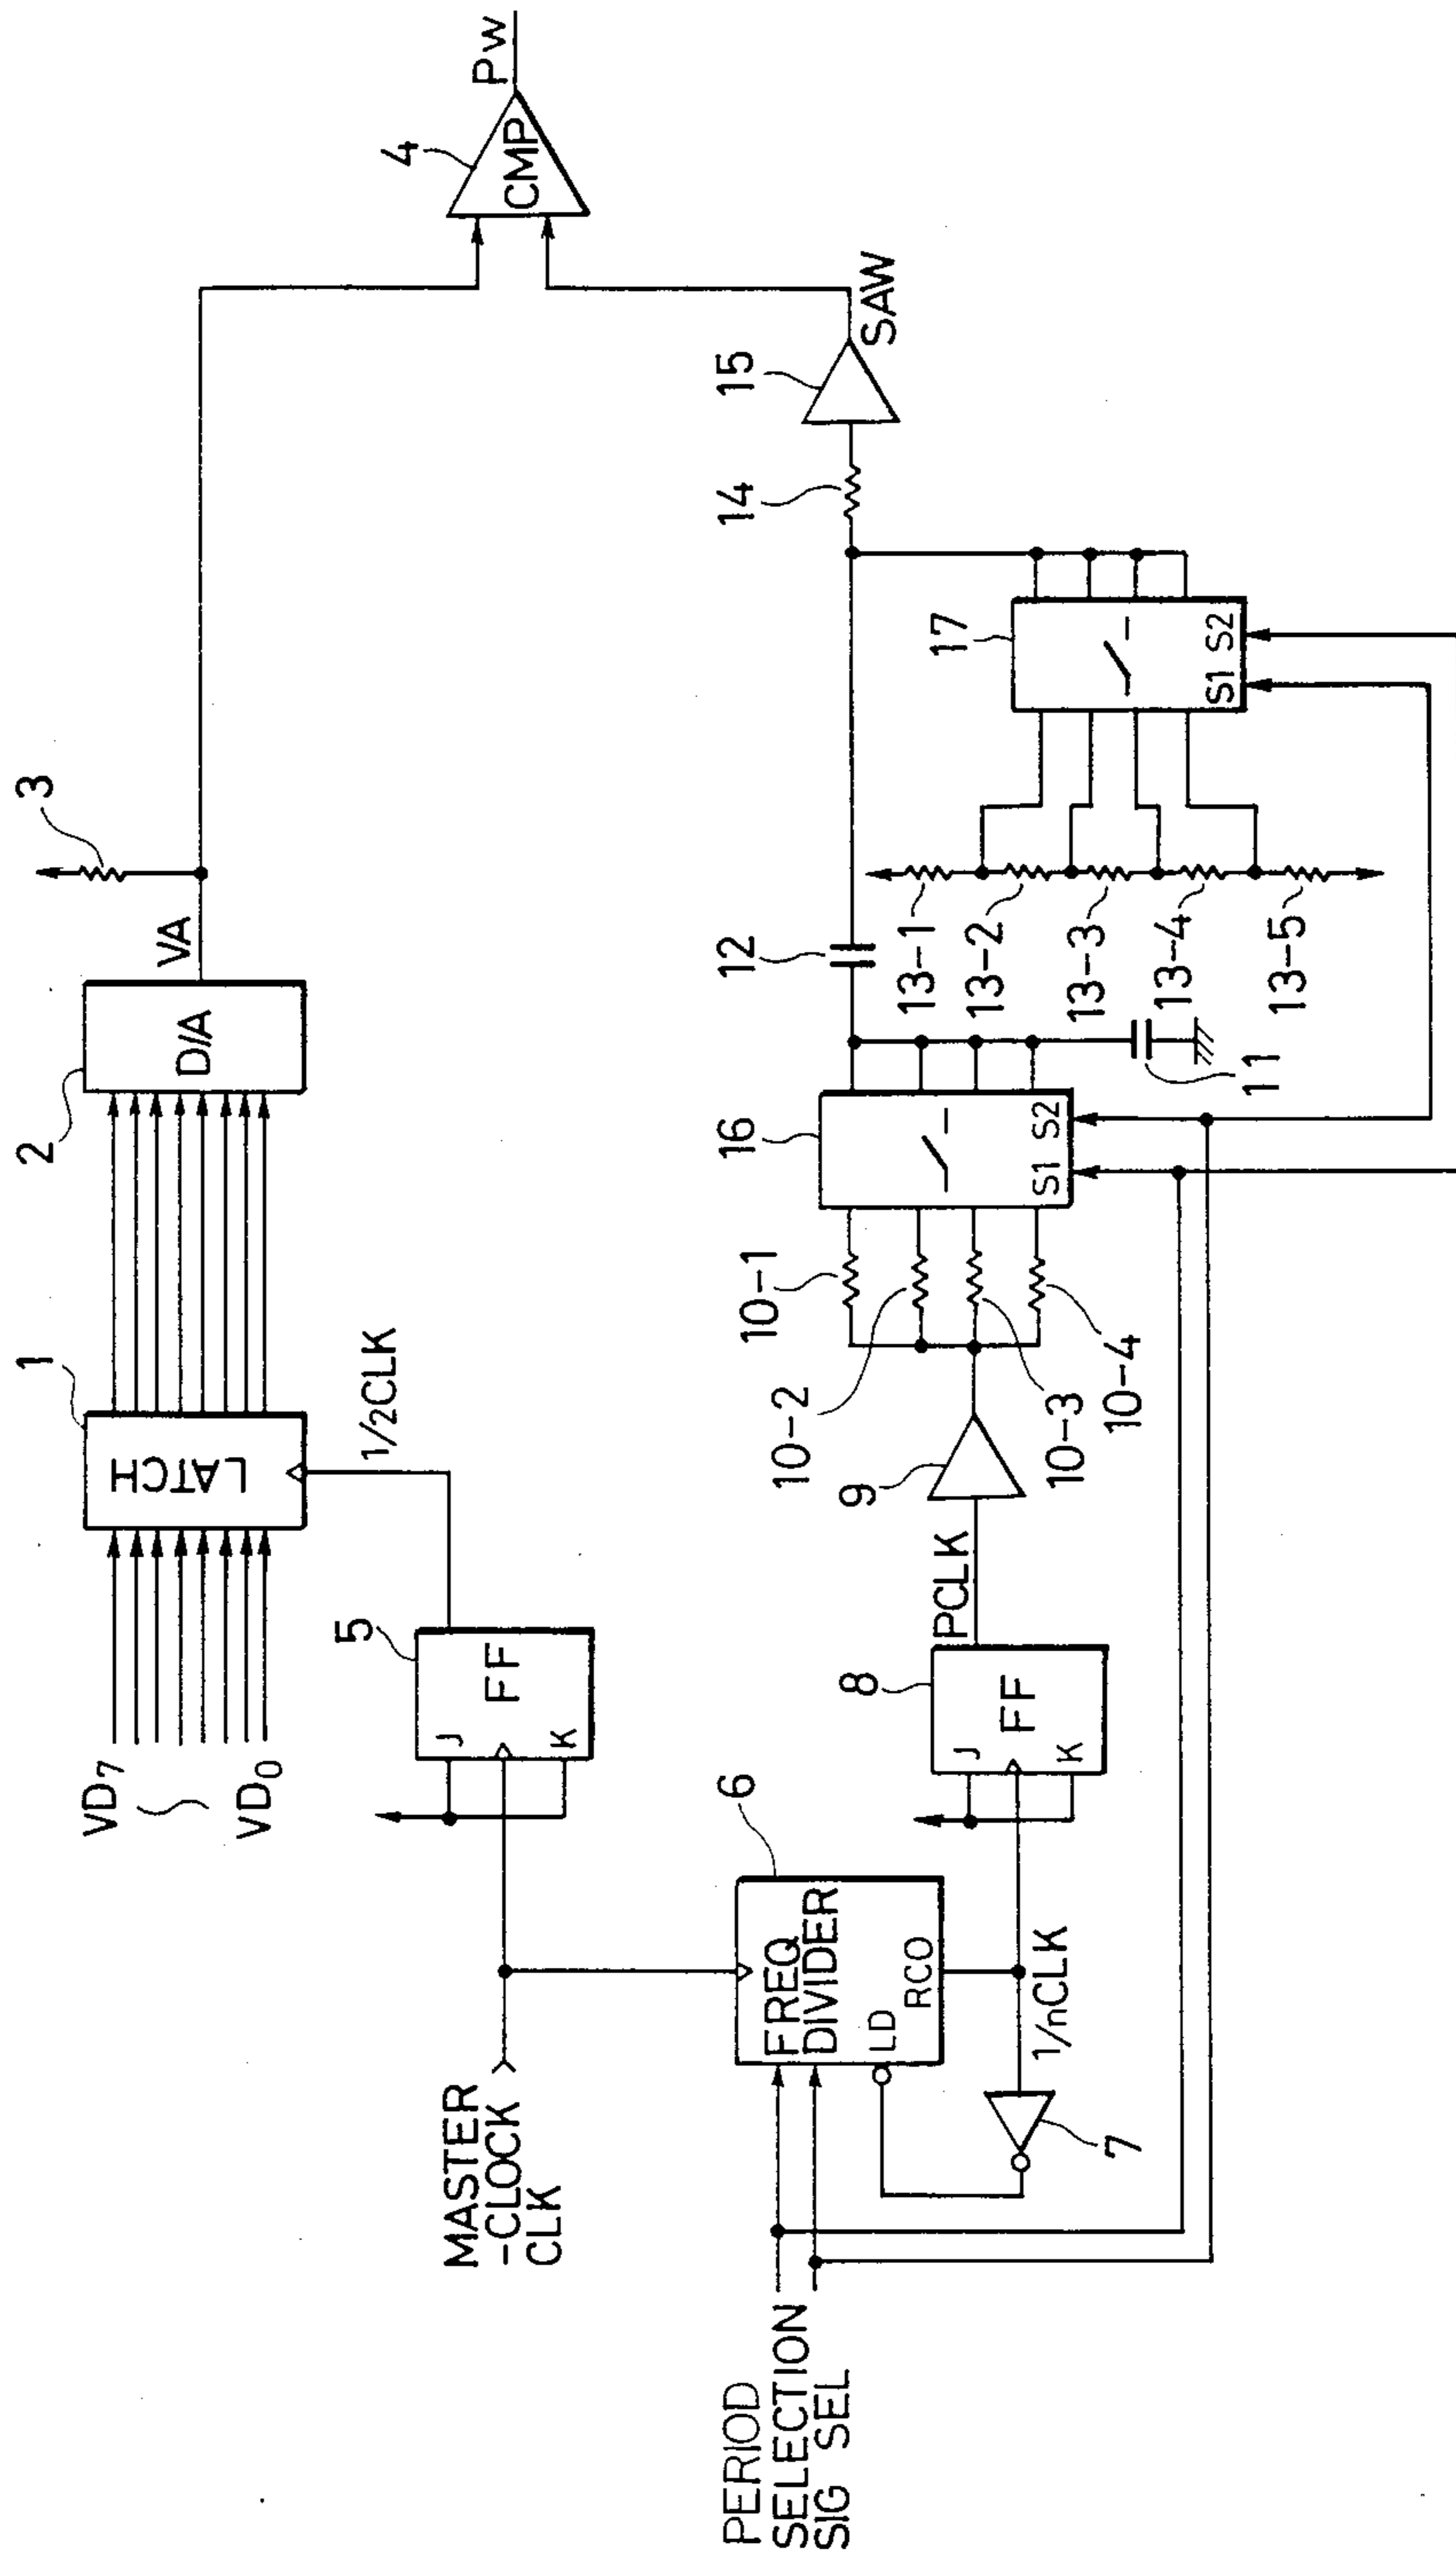 VD7
VD0
1
LATCH
1/2CLK
2
D/A
VA
3
4
CMP
PW
MASTER
-CLOCK
CLK
5
J
FF
K
PERIOD
SELECTION
SIG SEL
6
FREQ
DIVIDER
LD
RCO
1/nCLK
7
8
J
FF
K
PCLK
9
10-1
10-2
10-3
10-4
16
S1 S2
11
12
13-1
13-2
13-3
13-4
13-5
17
S1 S2
14
15
SAW